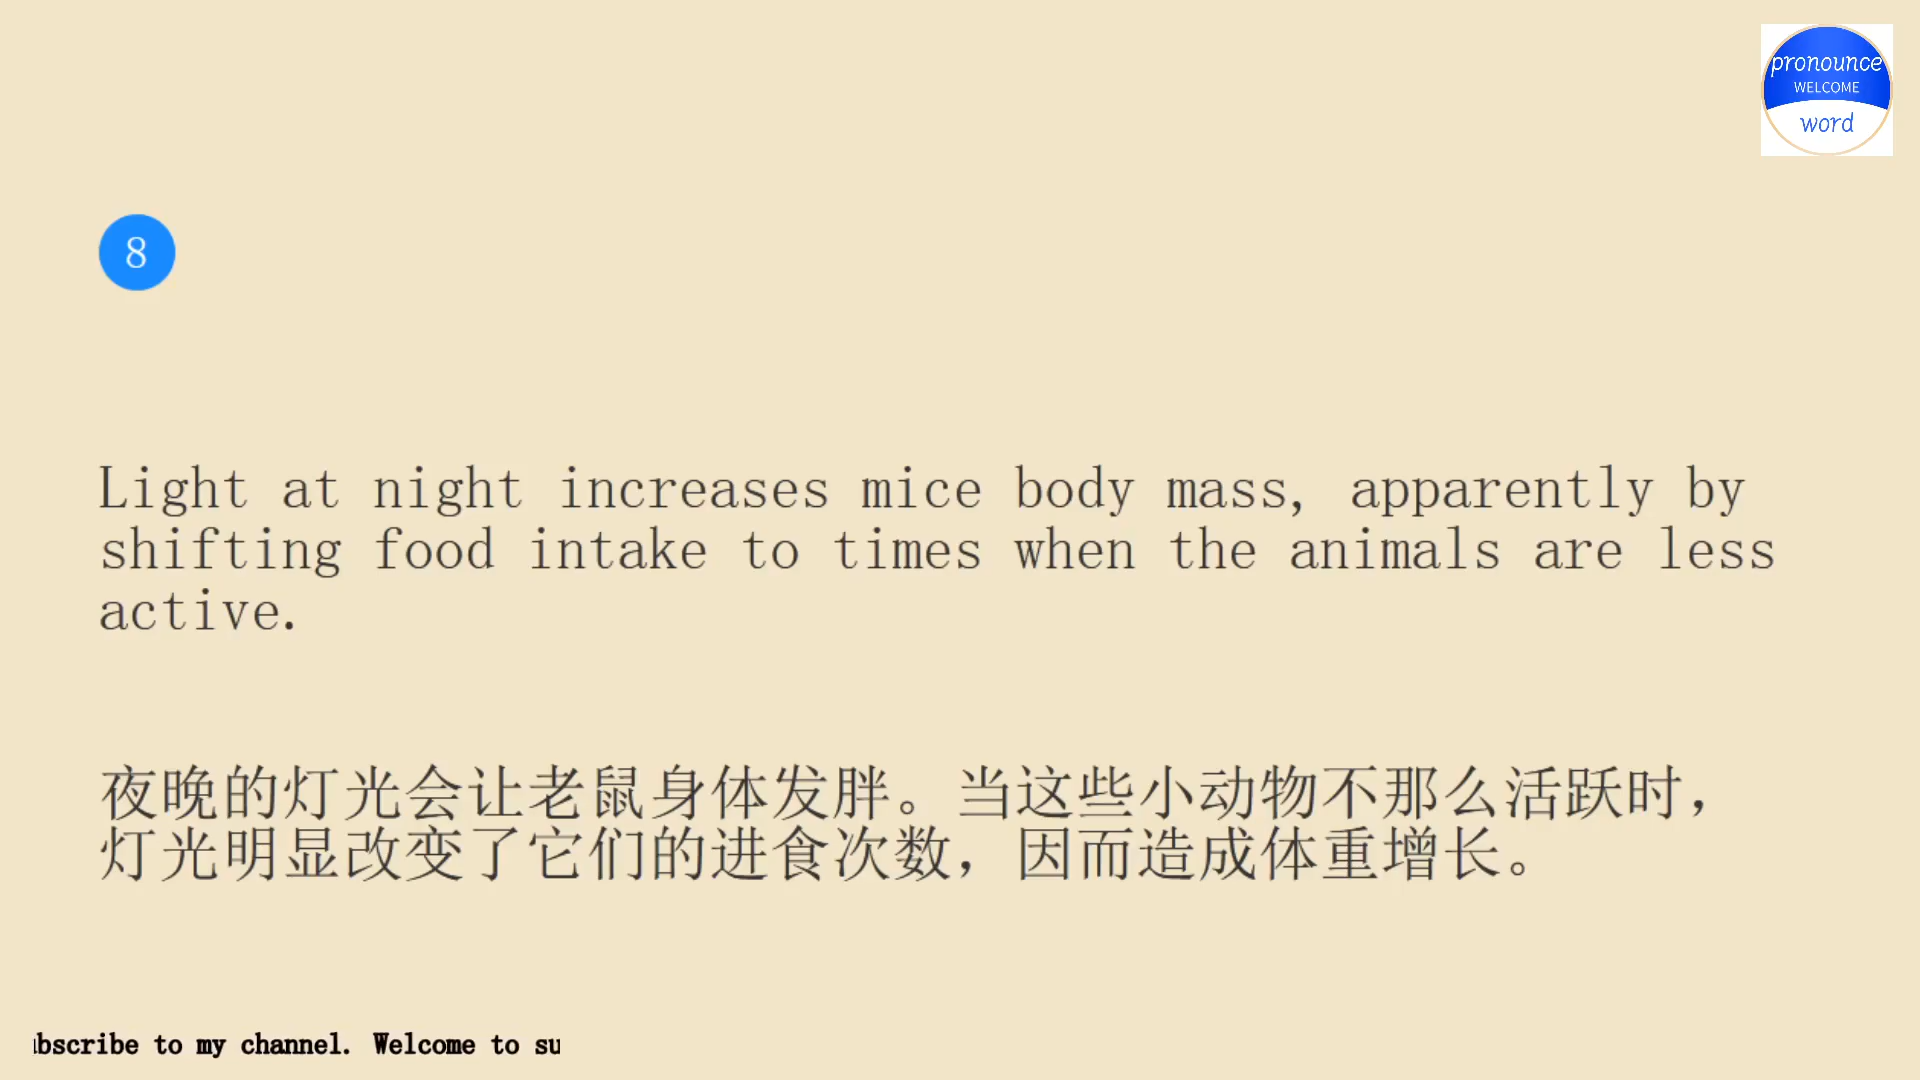 pronounce
WELCOME
word
8
Light at night increases mice body mass, apparently by
shifting food intake to times when the animals are less
active.
夜晚的灯光会让老鼠身体发胖。当这些小动物不那么活跃时，
灯光明显改变了它们的进食次数，因而造成体重增长。
ubscribe to my channel. Welcome to su